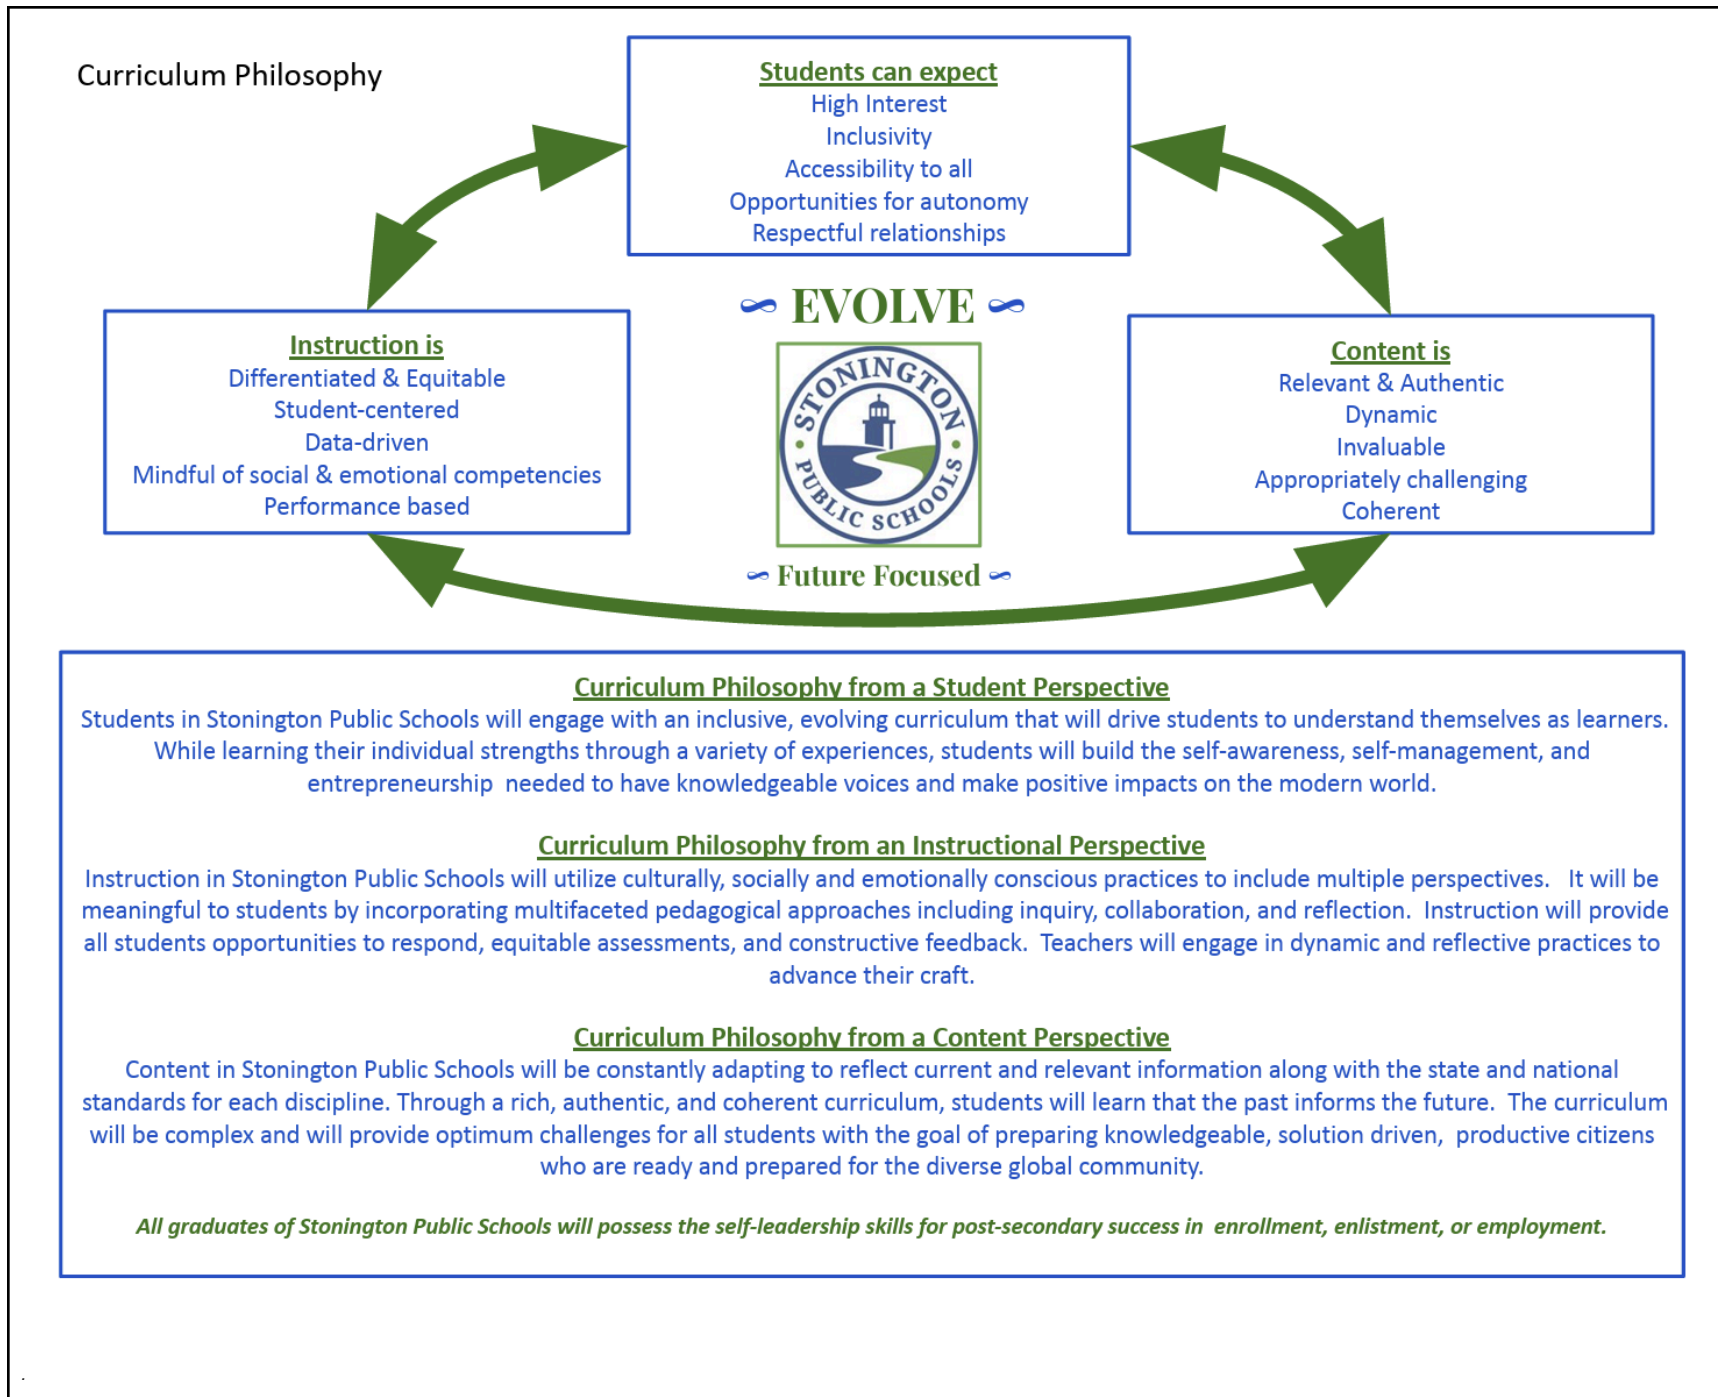 Curriculum Philosophy
Students can expect
High Interest
Inclusivity
Accessibility to all
Opportunities for autonomy
Respectful relationships
Instruction is
Differentiated & Equitable
Student-centered
Data-driven
Mindful of social & emotional competencies
Performance based
EVOLVE
STONINGTON
PUBLIC SCHOOLS
Future Focused
Content is
Relevant & Authentic
Dynamic
Invaluable
Appropriately challenging
Coherent
Curriculum Philosophy from a Student Perspective
Students in Stonington Public Schools will engage with an inclusive, evolving curriculum that will drive students to understand themselves as learners.
While learning their individual strengths through a variety of experiences, students will build the self-awareness, self-management, and
entrepreneurship  needed to have knowledgeable voices and make positive impacts on the modern world.
Curriculum Philosophy from an Instructional Perspective
Instruction in Stonington Public Schools will utilize culturally, socially and emotionally conscious practices to include multiple perspectives.   It will be
meaningful to students by incorporating multifaceted pedagogical approaches including inquiry, collaboration, and reflection.  Instruction will provide
all students opportunities to respond, equitable assessments, and constructive feedback.  Teachers will engage in dynamic and reflective practices to
advance their craft.
Curriculum Philosophy from a Content Perspective
Content in Stonington Public Schools will be constantly adapting to reflect current and relevant information along with the state and national
standards for each discipline. Through a rich, authentic, and coherent curriculum, students will learn that the past informs the future.  The curriculum
will be complex and will provide optimum challenges for all students with the goal of preparing knowledgeable, solution driven,  productive citizens
who are ready and prepared for the diverse global community.
All graduates of Stonington Public Schools will possess the self-leadership skills for post-secondary success in  enrollment, enlistment, or employment.